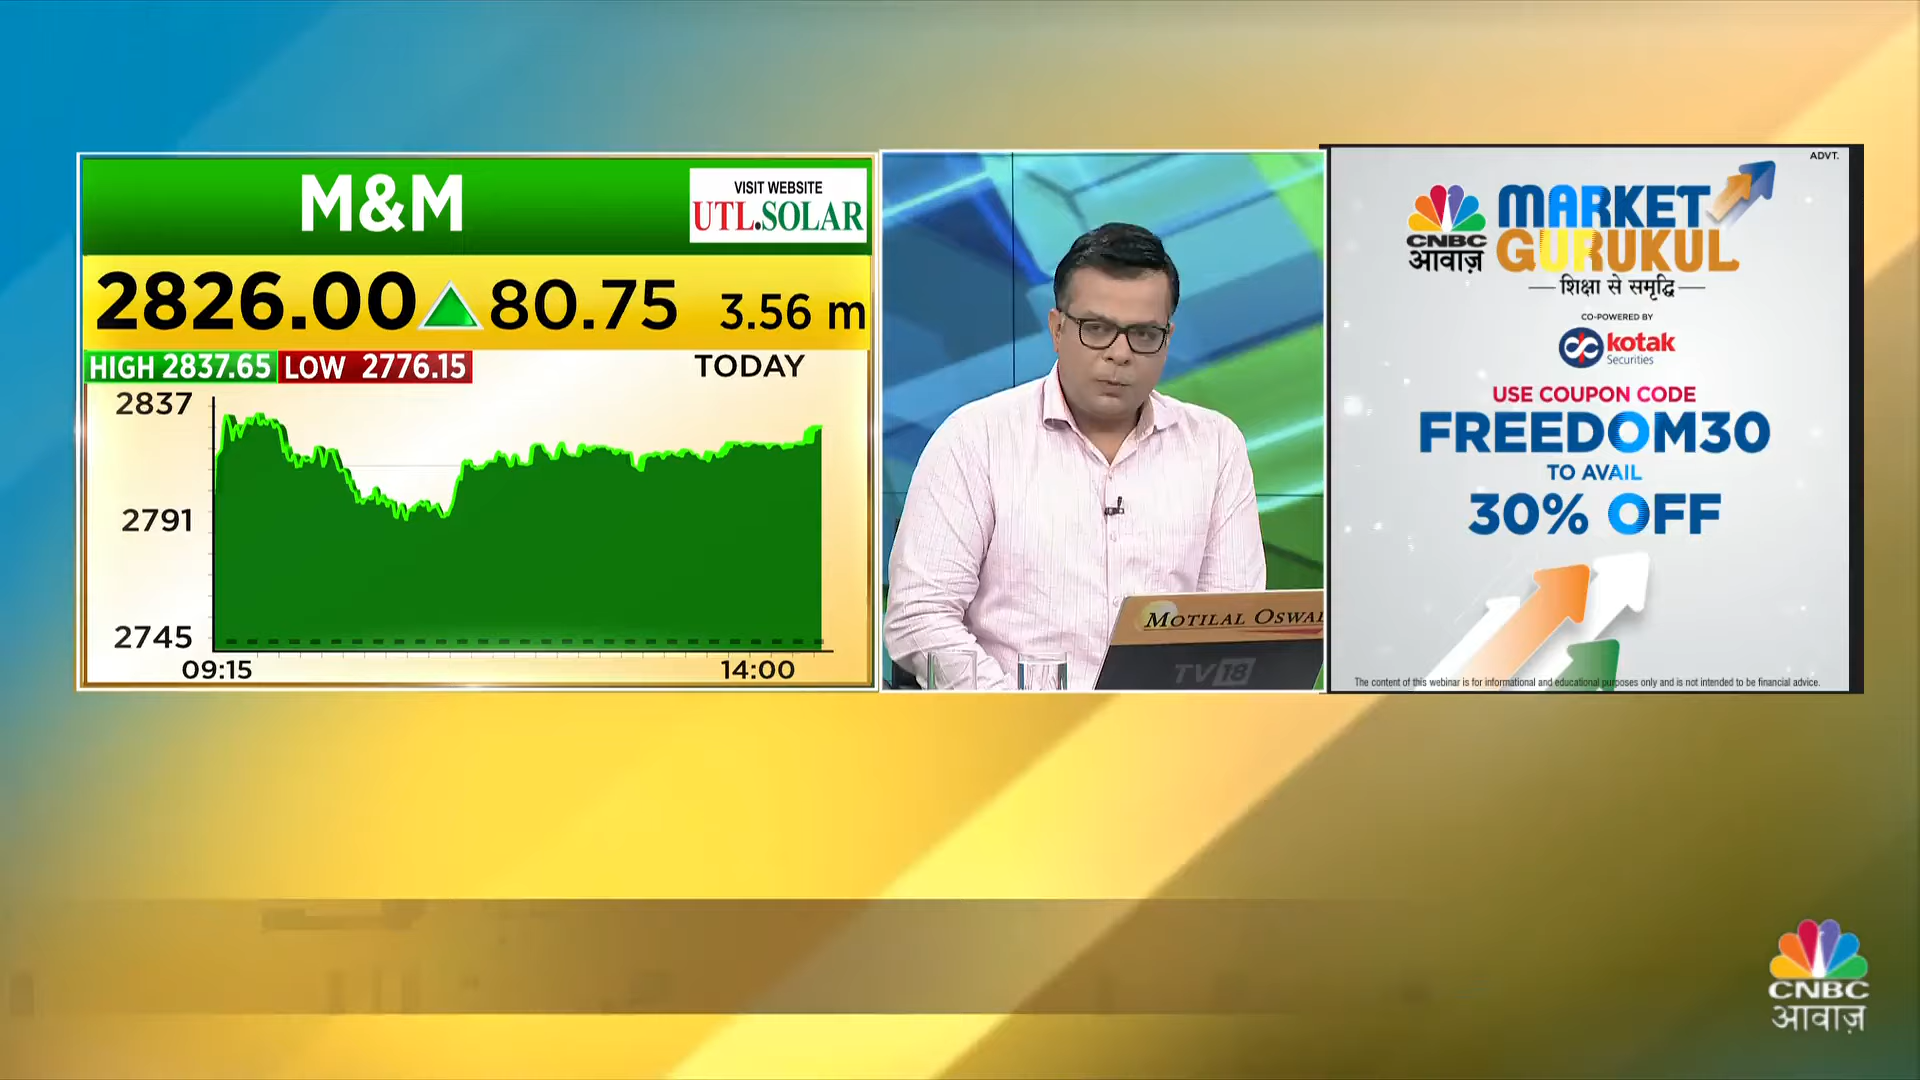 M&M
VISIT WEBSITE
UTL.SOLAR
2826.00 80.75 3.56 m
HIGH 2837.65 LOW 2776.15 TODAY
2837
2791
2745
09:15 14:00
MOTILAL OSWAL
TV18
ADVT.
CNBC
आवाज़
MARKET
GURUKUL
शिक्षा से समृद्धि
CO-POWERED BY
kotak
Securities
USE COUPON CODE
FREEDOM30
TO AVAIL
30% OFF
The content of this webinar is for informational and educational purposes only and is not intended to be financial advice.
CNBC
आवाज़